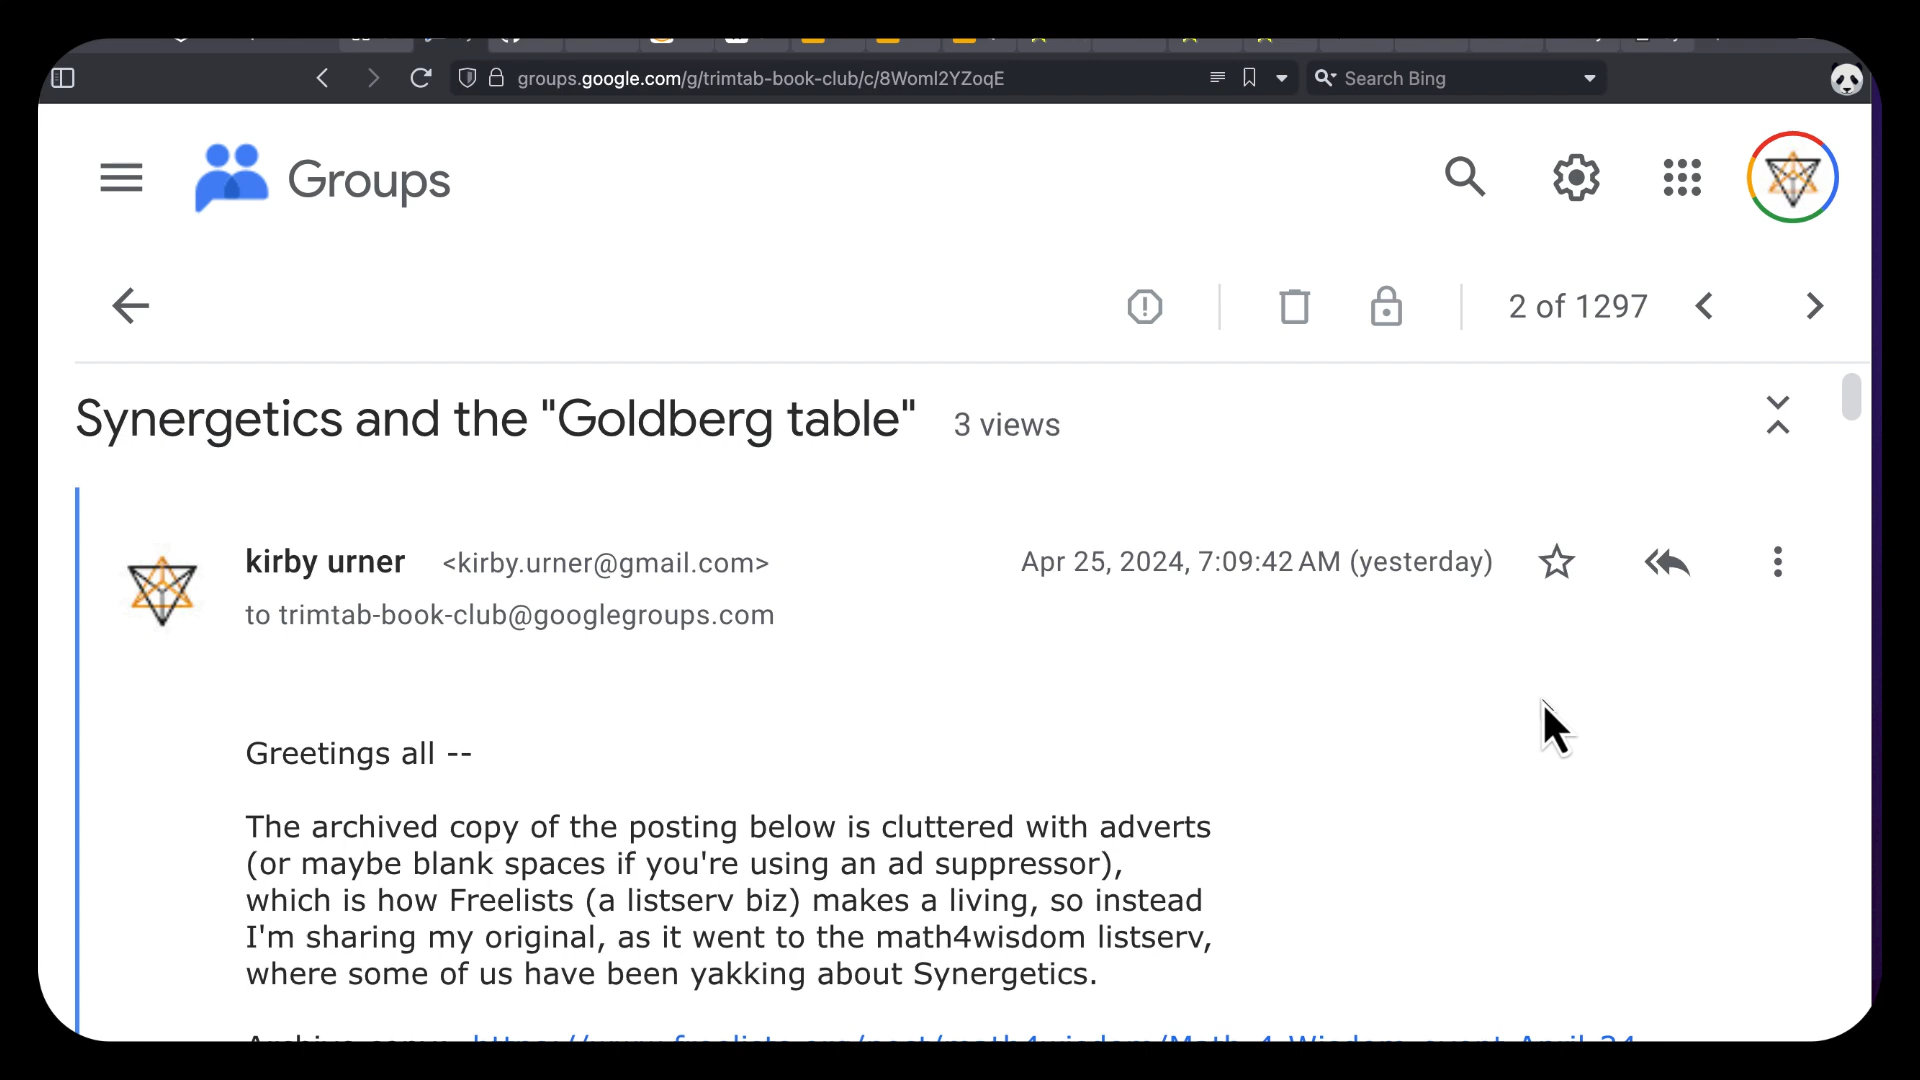 groups.google.com/g/trimtab-book-club/c/8WomI2YZoqE
Search Bing
Groups
2 of 1297
Synergetics and the "Goldberg table" 3 views
kirby urner <kirby.urner@gmail.com> Apr 25, 2024, 7:09:42 AM (yesterday)
to trimtab-book-club@googlegroups.com
Greetings all --
The archived copy of the posting below is cluttered with adverts
(or maybe blank spaces if you're using an ad suppressor),
which is how Freelists (a listserv biz) makes a living, so instead
I'm sharing my original, as it went to the math4wisdom listserv,
where some of us have been yakking about Synergetics.